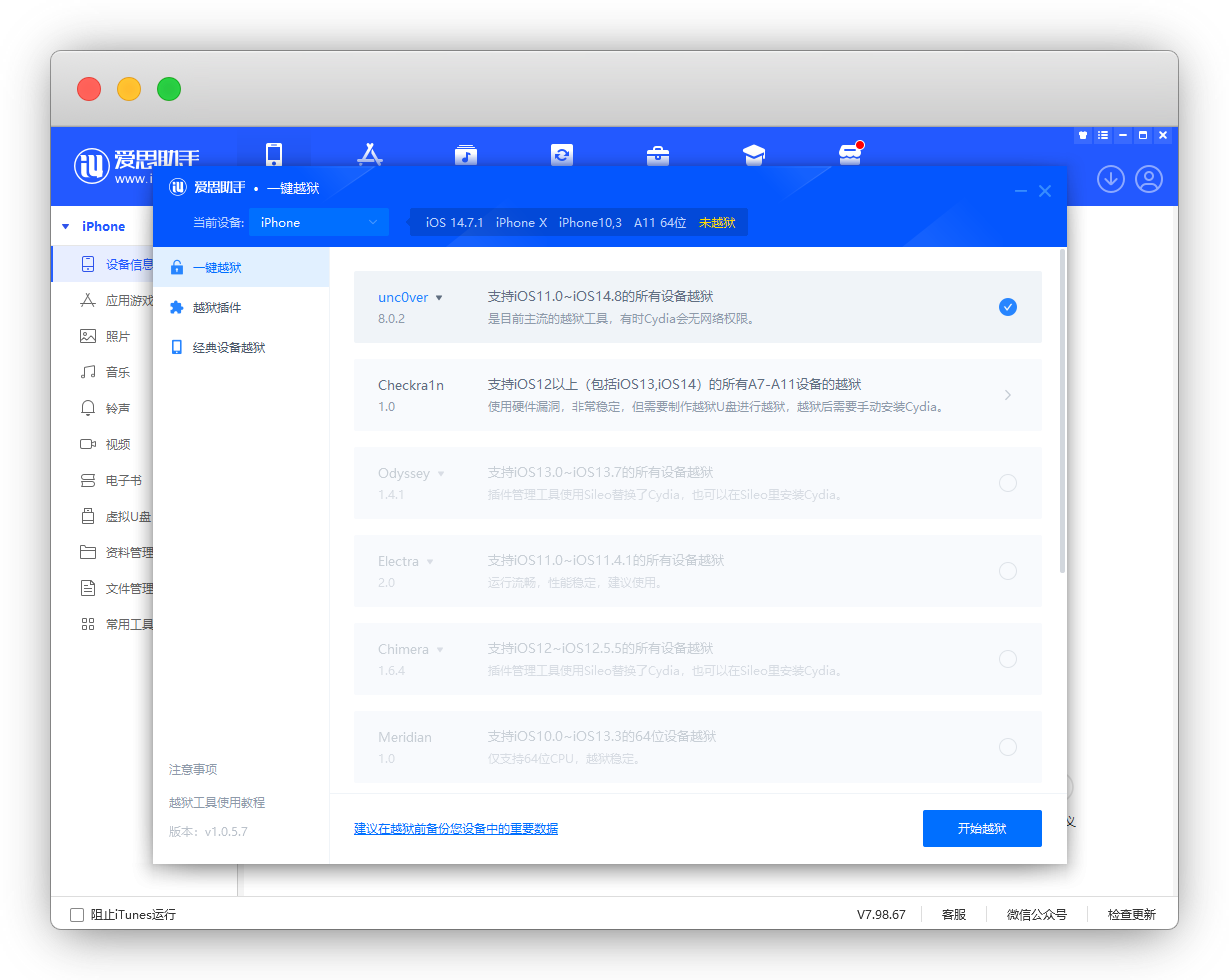 爱思助手
www.i
爱思助手 • 一键越狱
当前设备: iPhone
iOS 14.7.1 iPhone X iPhone10,3 A11 64位 未越狱
iPhone
设备信息
应用游戏
照片
音乐
铃声
视频
电子书
虚拟U盘
资料管理
文件管理
常用工具
一键越狱
越狱插件
经典设备越狱
unc0ver
8.0.2
支持iOS11.0~iOS14.8的所有设备越狱
是目前主流的越狱工具，有时Cydia会无网络权限。
Checkra1n
1.0
支持iOS12以上（包括iOS13,iOS14）的所有A7-A11设备的越狱
使用硬件漏洞，非常稳定，但需要制作越狱U盘进行越狱，越狱后需要手动安装Cydia。
Odyssey
1.4.1
支持iOS13.0~iOS13.7的所有设备越狱
插件管理工具使用Sileo替换了Cydia，也可以在Sileo里安装Cydia。
Electra
2.0
支持iOS11.0~iOS11.4.1的所有设备越狱
运行流畅，性能稳定，建议使用。
Chimera
1.6.4
支持iOS12~iOS12.5.5的所有设备越狱
插件管理工具使用Sileo替换了Cydia，也可以在Sileo里安装Cydia。
Meridian
1.0
支持iOS10.0~iOS13.3的64位设备越狱
仅支持64位CPU，越狱稳定。
注意事项
越狱工具使用教程
版本：v1.0.5.7
建议在越狱前备份您设备中的重要数据
开始越狱
义
阻止iTunes运行
V7.98.67
客服
微信公众号
检查更新